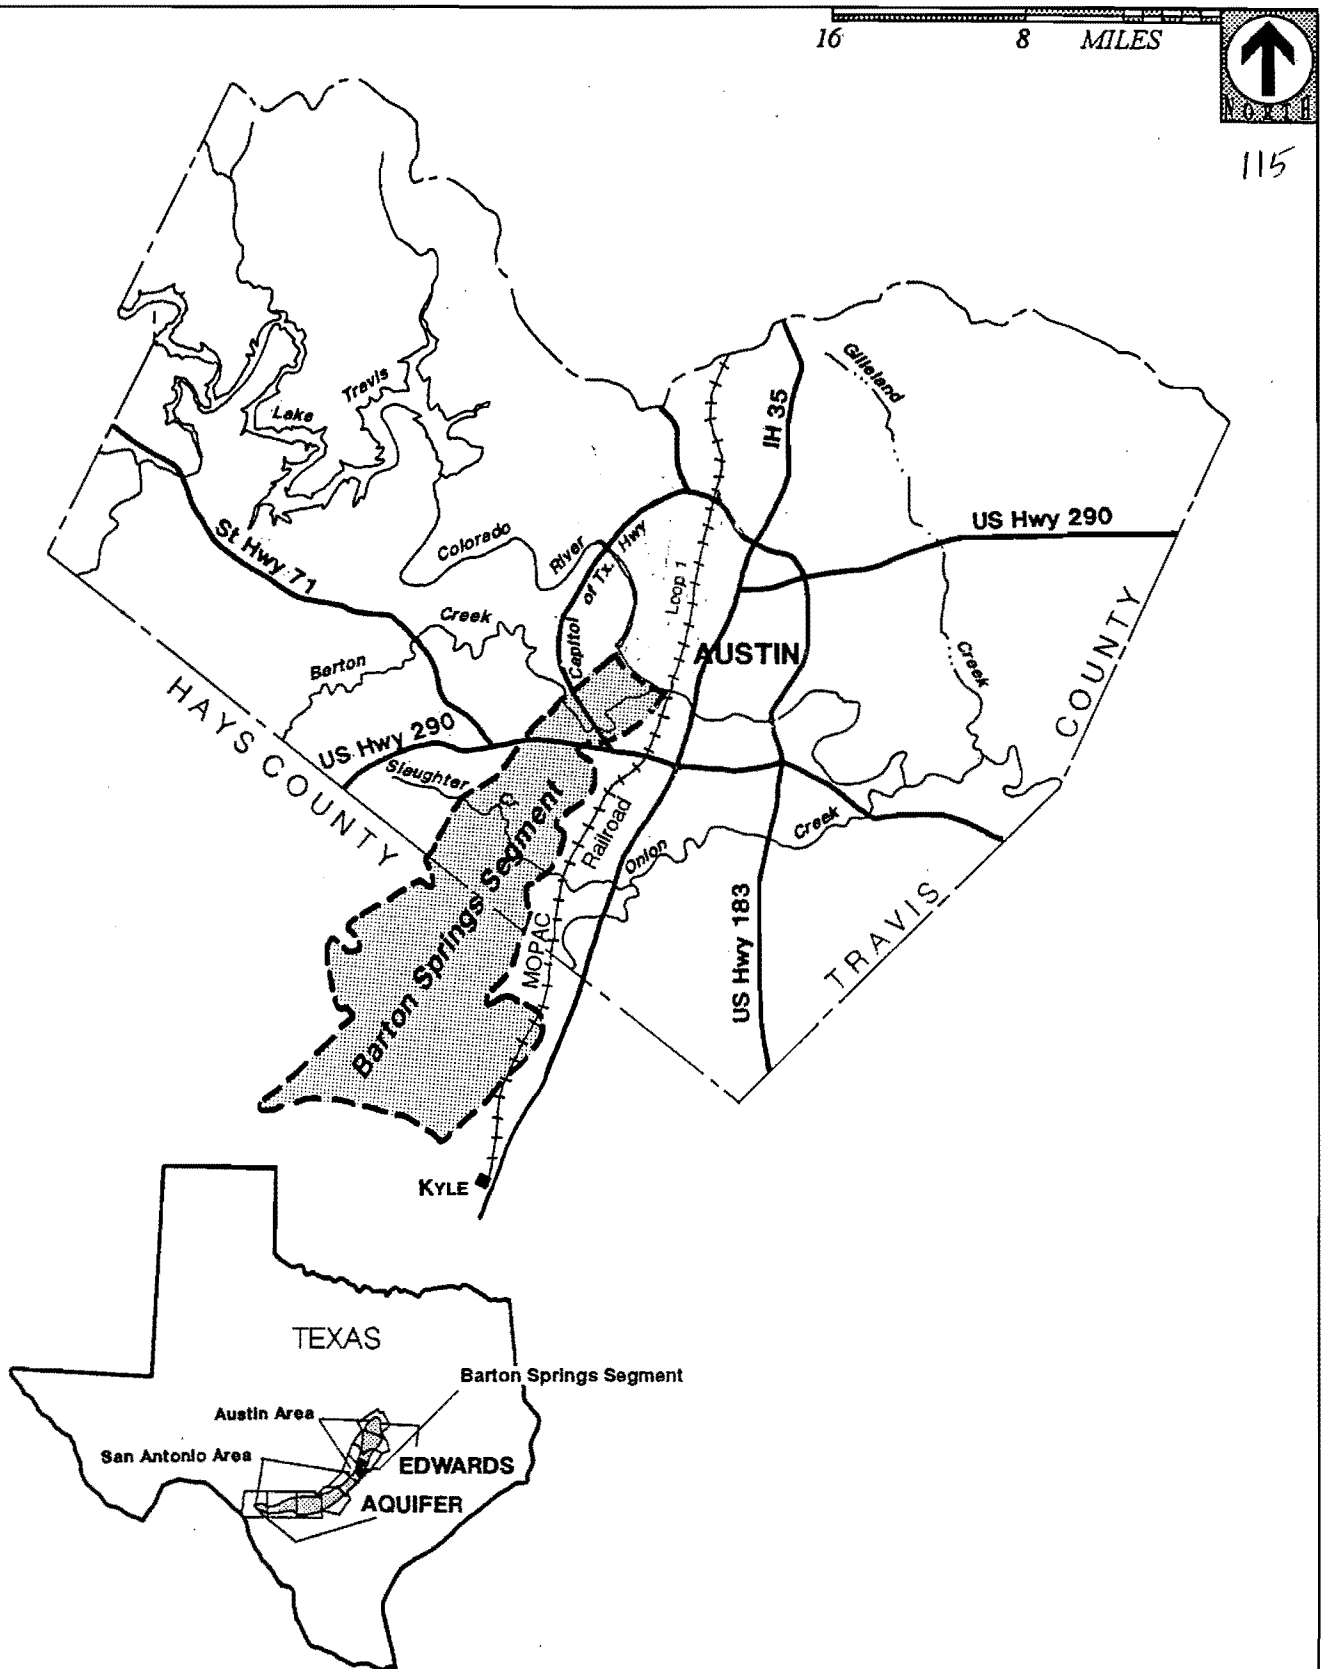 16 8 MILES
NORTH
115
Gilleland
Travis
Lake
IH 35
US Hwy 290
St Hwy 71
Colorado
River
Capitol of Tx. Hwy
Loop 1
Creek
Barton
AUSTIN
Creek
COUNTY
HAYS COUNTY
US Hwy 290
Slaughter
C
Barton Springs Segment
Railroad
MOPAC
Onion
Creek
US Hwy 183
TRAVIS
KYLE
TEXAS
Barton Springs Segment
Austin Area
San Antonio Area
EDWARDS
AQUIFER